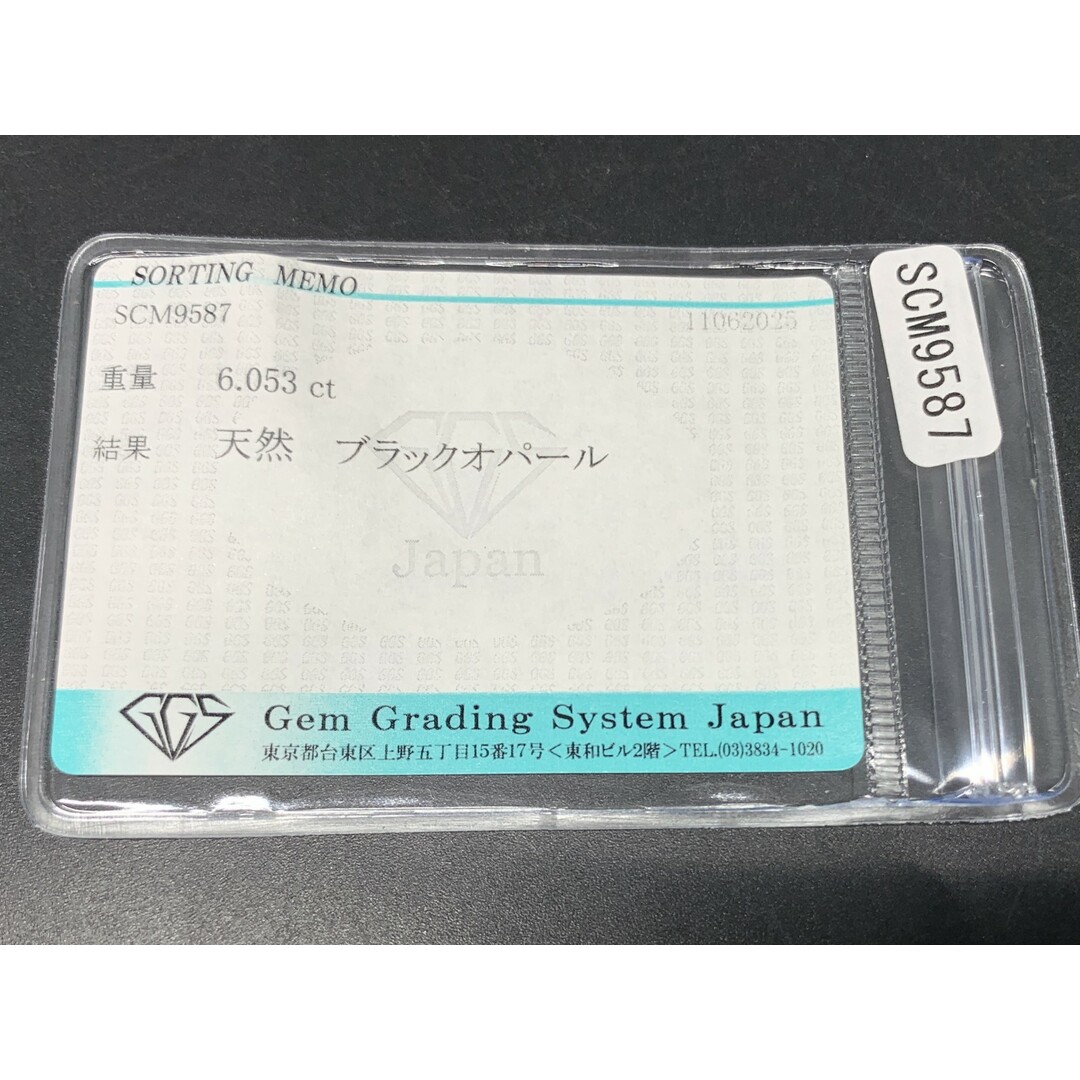 SORTING MEMO
SCM9587 11062025
重量 6.053 ct
結果 天然 ブラックオパール
GGS
Japan
GGS Gem Grading System Japan
東京都台東区上野五丁目15番17号＜東和ビル2階＞TEL.(03)3834-1020
SCM9587